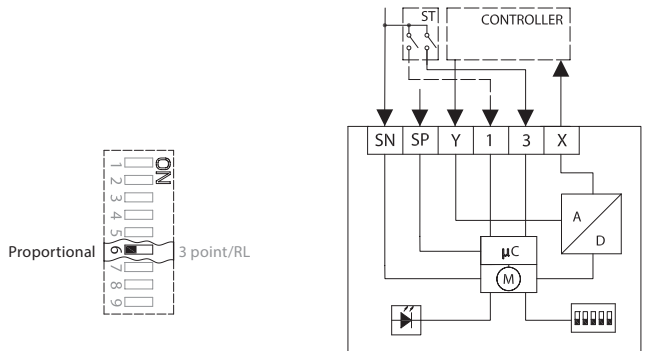 ST
CONTROLLER
SN SP Y 1 3 X
A
D
μC
M
ON
1
2
3
4
5
Proportional 6 3 point/RL
7
8
9